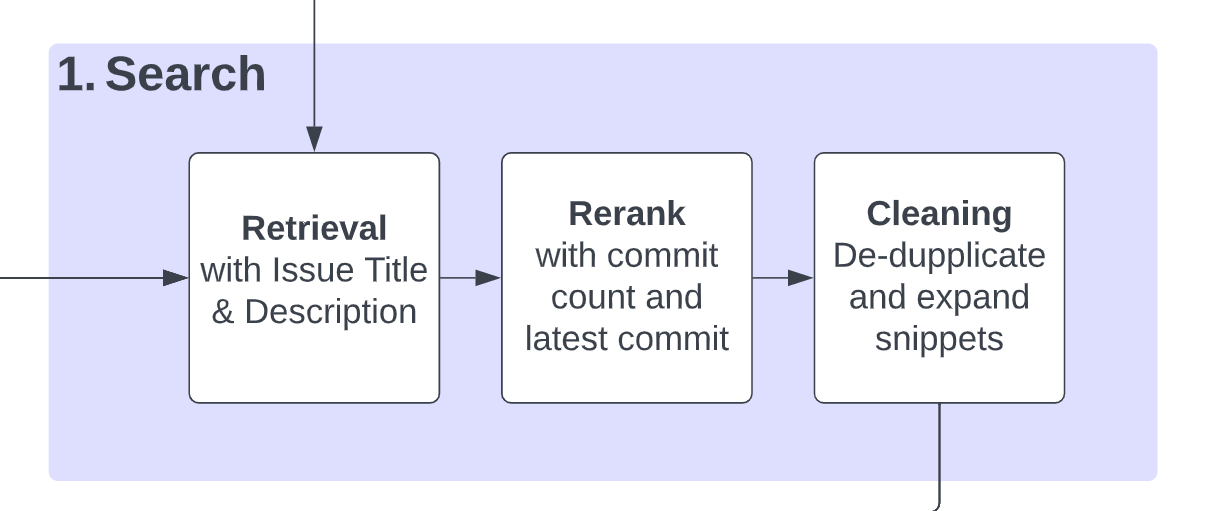 1. Search
Retrieval
with Issue Title
& Description
Rerank
with commit
count and
latest commit
Cleaning
De-dupplicate
and expand
snippets